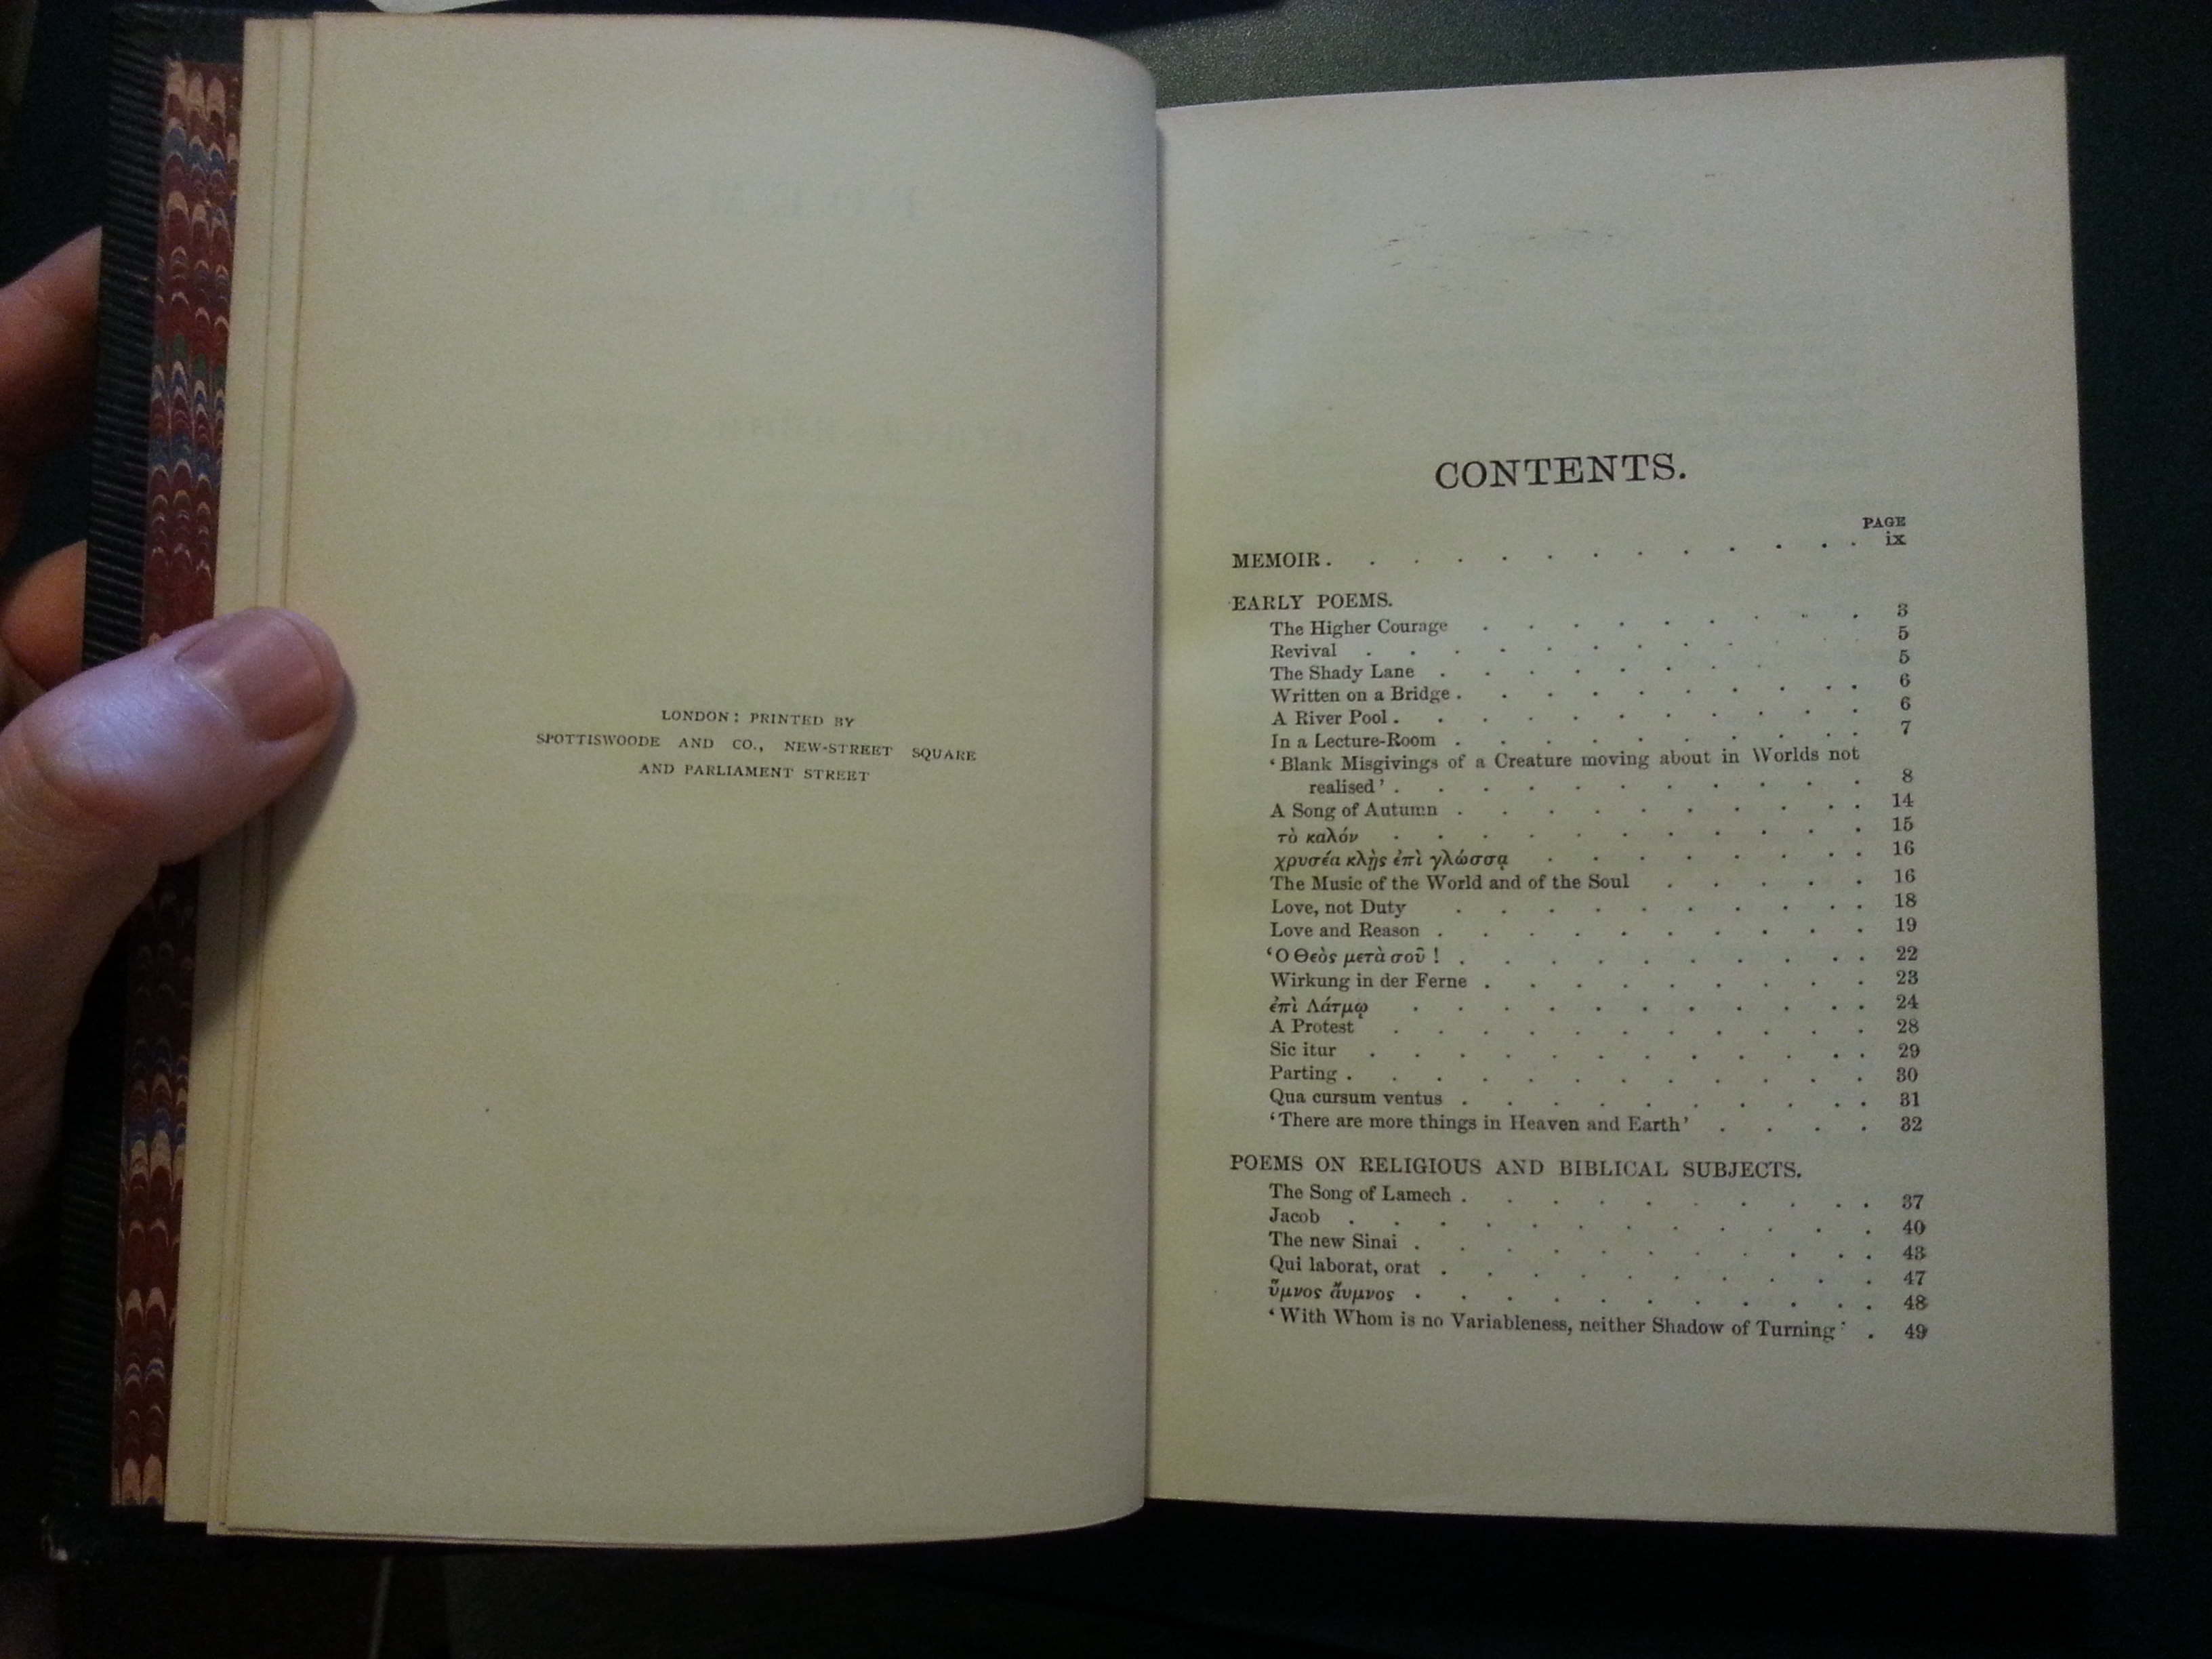 LONDON: PRINTED BY
SPOTTISWOODE AND CO., NEW-STREET SQUARE
AND PARLIAMENT STREET
CONTENTS.
PAGE
MEMOIR . . . . . . . . . . . . . ix
EARLY POEMS.
The Higher Courage . . . . . . . . . 3
Revival . . . . . . . . . 5
The Shady Lane . . . . . . . . . 5
Written on a Bridge . . . . . . . . . 6
A River Pool . . . . . . . . . 6
In a Lecture-Room . . . . . . . . . 7
‘Blank Misgivings of a Creature moving about in Worlds not
realised’ . . . . . . . . . 8
A Song of Autumn . . . . . . . . . 14
τὸ καλόν . . . . . . . . . 15
χρυσέα κλῂς ἐπὶ γλώσσᾳ . . . . . . . . 16
The Music of the World and of the Soul . . . . . 16
Love, not Duty . . . . . . . . . 18
Love and Reason . . . . . . . . . 19
‘Ο Θεὸς μετὰ σοῦ! . . . . . . . . . 22
Wirkung in der Ferne . . . . . . . . . 23
ἐπὶ Λάτμῳ . . . . . . . . . 24
A Protest . . . . . . . . . 28
Sic itur . . . . . . . . . 29
Parting . . . . . . . . . 30
Qua cursum ventus . . . . . . . . . 31
‘There are more things in Heaven and Earth’ . . . . 32
POEMS ON RELIGIOUS AND BIBLICAL SUBJECTS.
The Song of Lamech . . . . . . . . . 37
Jacob . . . . . . . . . 40
The new Sinai . . . . . . . . . 43
Qui laborat, orat . . . . . . . . . 47
ὕμνος ἄυμνος . . . . . . . . . 48
‘With Whom is no Variableness, neither Shadow of Turning’ . 49